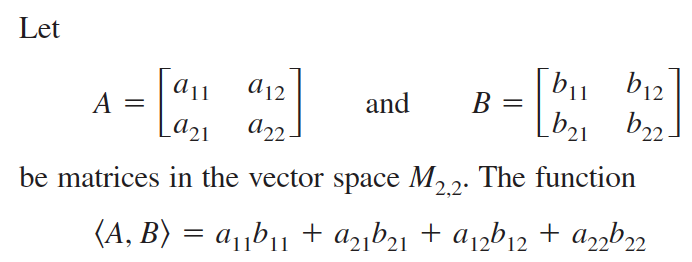 Let
A = [a₁₁ a₁₂ a₂₁ a₂₂] and B = [b₁₁ b₁₂ b₂₁ b₂₂]
be matrices in the vector space M₂,₂. The function
⟨A, B⟩ = a₁₁b₁₁ + a₂₁b₂₁ + a₁₂b₁₂ + a₂₂b₂₂